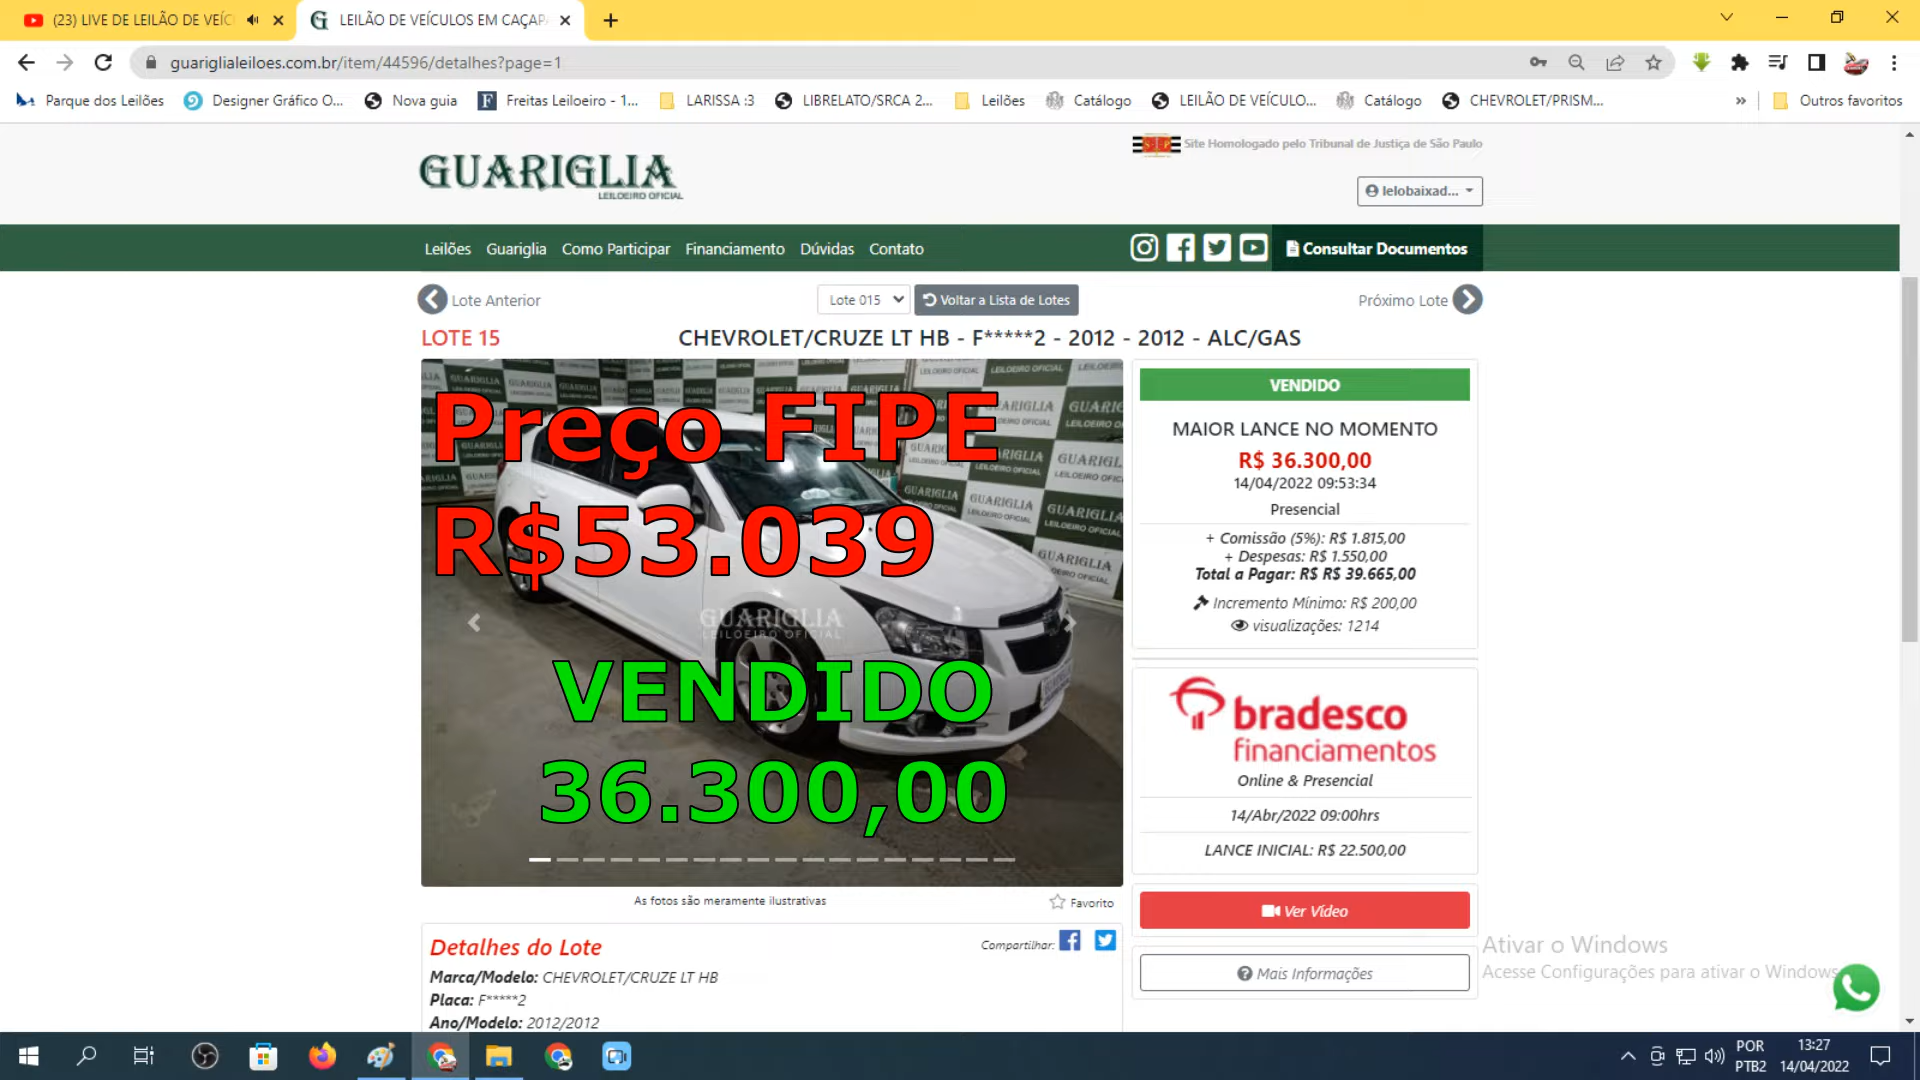 (23) LIVE DE LEILÃO DE VEÍC
LEILÃO DE VEÍCULOS EM CAÇAP
guariglialeiloes.com.br/item/44596/detalhes?page=1
Parque dos Leilões
Designer Gráfico O...
Nova guia
Freitas Leiloeiro - 1...
LARISSA :3
LIBRELATO/SRCA 2...
Leilões
Catálogo
LEILÃO DE VEÍCULO...
Catálogo
CHEVROLET/PRISM...
»
Outros favoritos
GUARIGLIA
LEILOEIRO OFICIAL
Site Homologado pelo Tribunal de Justiça de São Paulo
lelobaixad...
Leilões
Guariglia
Como Participar
Financiamento
Dúvidas
Contato
Consultar Documentos
Lote Anterior
Lote 015
Voltar a Lista de Lotes
Próximo Lote
LOTE 15
CHEVROLET/CRUZE LT HB - F*****2 - 2012 - 2012 - ALC/GAS
Preço FIPE
R$53.039
GUARIGLIA
LEILOEIRO OFICIAL
VENDIDO
36.300,00
As fotos são meramente ilustrativas
Favorito
VENDIDO
MAIOR LANCE NO MOMENTO
R$ 36.300,00
14/04/2022 09:53:34
Presencial
+ Comissão (5%): R$ 1.815,00
+ Despesas: R$ 1.550,00
Total a Pagar: R$ R$ 39.665,00
Incremento Mínimo: R$ 200,00
visualizações: 1214
bradesco
financiamentos
Online & Presencial
14/Abr/2022 09:00hrs
LANCE INICIAL: R$ 22.500,00
Ver Vídeo
Mais Informações
Detalhes do Lote
Compartilhar:
Marca/Modelo: CHEVROLET/CRUZE LT HB
Placa: F*****2
Ano/Modelo: 2012/2012
Ativar o Windows
Acesse Configurações para ativar o Windows
POR
PTB2
13:27
14/04/2022